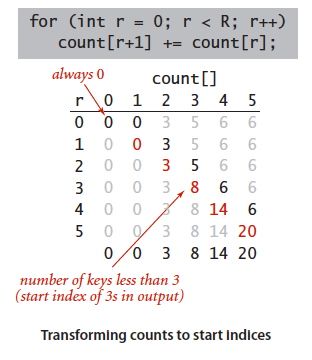 for (int r = 0; r < R; r++)
count[r+1] += count[r];
always 0
count[]
r 0 1 2 3 4 5
0 0 0 3 5 6 6
1 0 0 3 5 6 6
2 0 0 3 5 6 6
3 0 0 3 8 6 6
4 0 0 3 8 14 6
5 0 0 3 8 14 20
0 0 3 8 14 20
number of keys less than 3
(start index of 3s in output)
Transforming counts to start indices